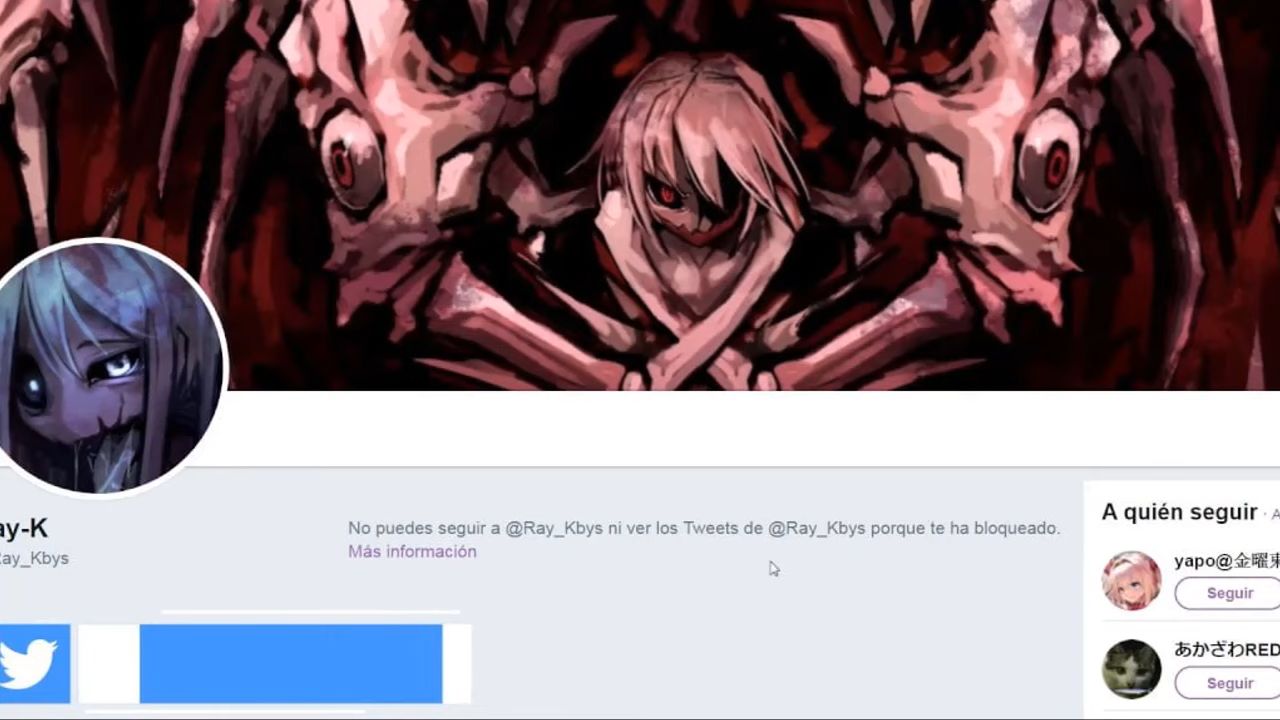 ay-K
Ray_Kbys
No puedes seguir a @Ray_Kbys ni ver los Tweets de @Ray_Kbys porque te ha bloqueado.
Más información
A quién seguir · A
yapo@金曜東
Seguir
あかざわRED
Seguir